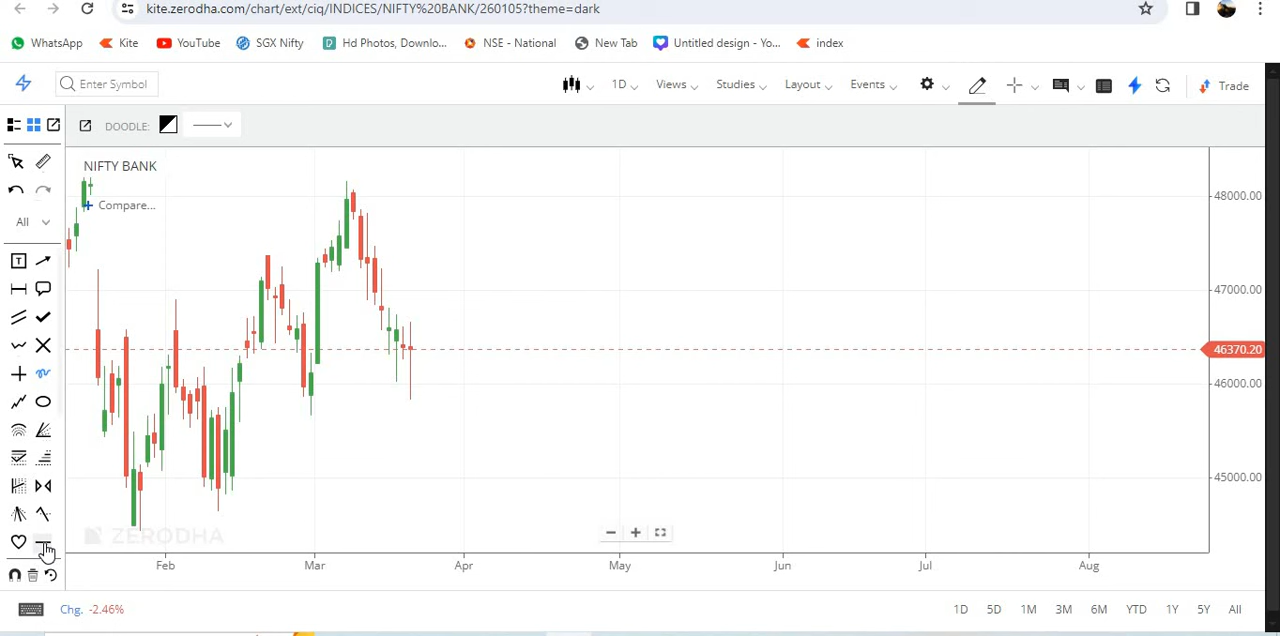 kite.zerodha.com/chart/ext/ciq/INDICES/NIFTY%20BANK/260105?theme=dark
WhatsApp Kite YouTube SGX Nifty Hd Photos, Downlo... NSE - National New Tab Untitled design - Yo... index
Enter Symbol 1D Views Studies Layout Events Trade
DOODLE:
NIFTY BANK
Compare...
All
T
48000.00
47000.00
46370.20
46000.00
45000.00
ZERODHA
Feb Mar Apr May Jun Jul Aug
Chg. -2.46% 1D 5D 1M 3M 6M YTD 1Y 5Y All